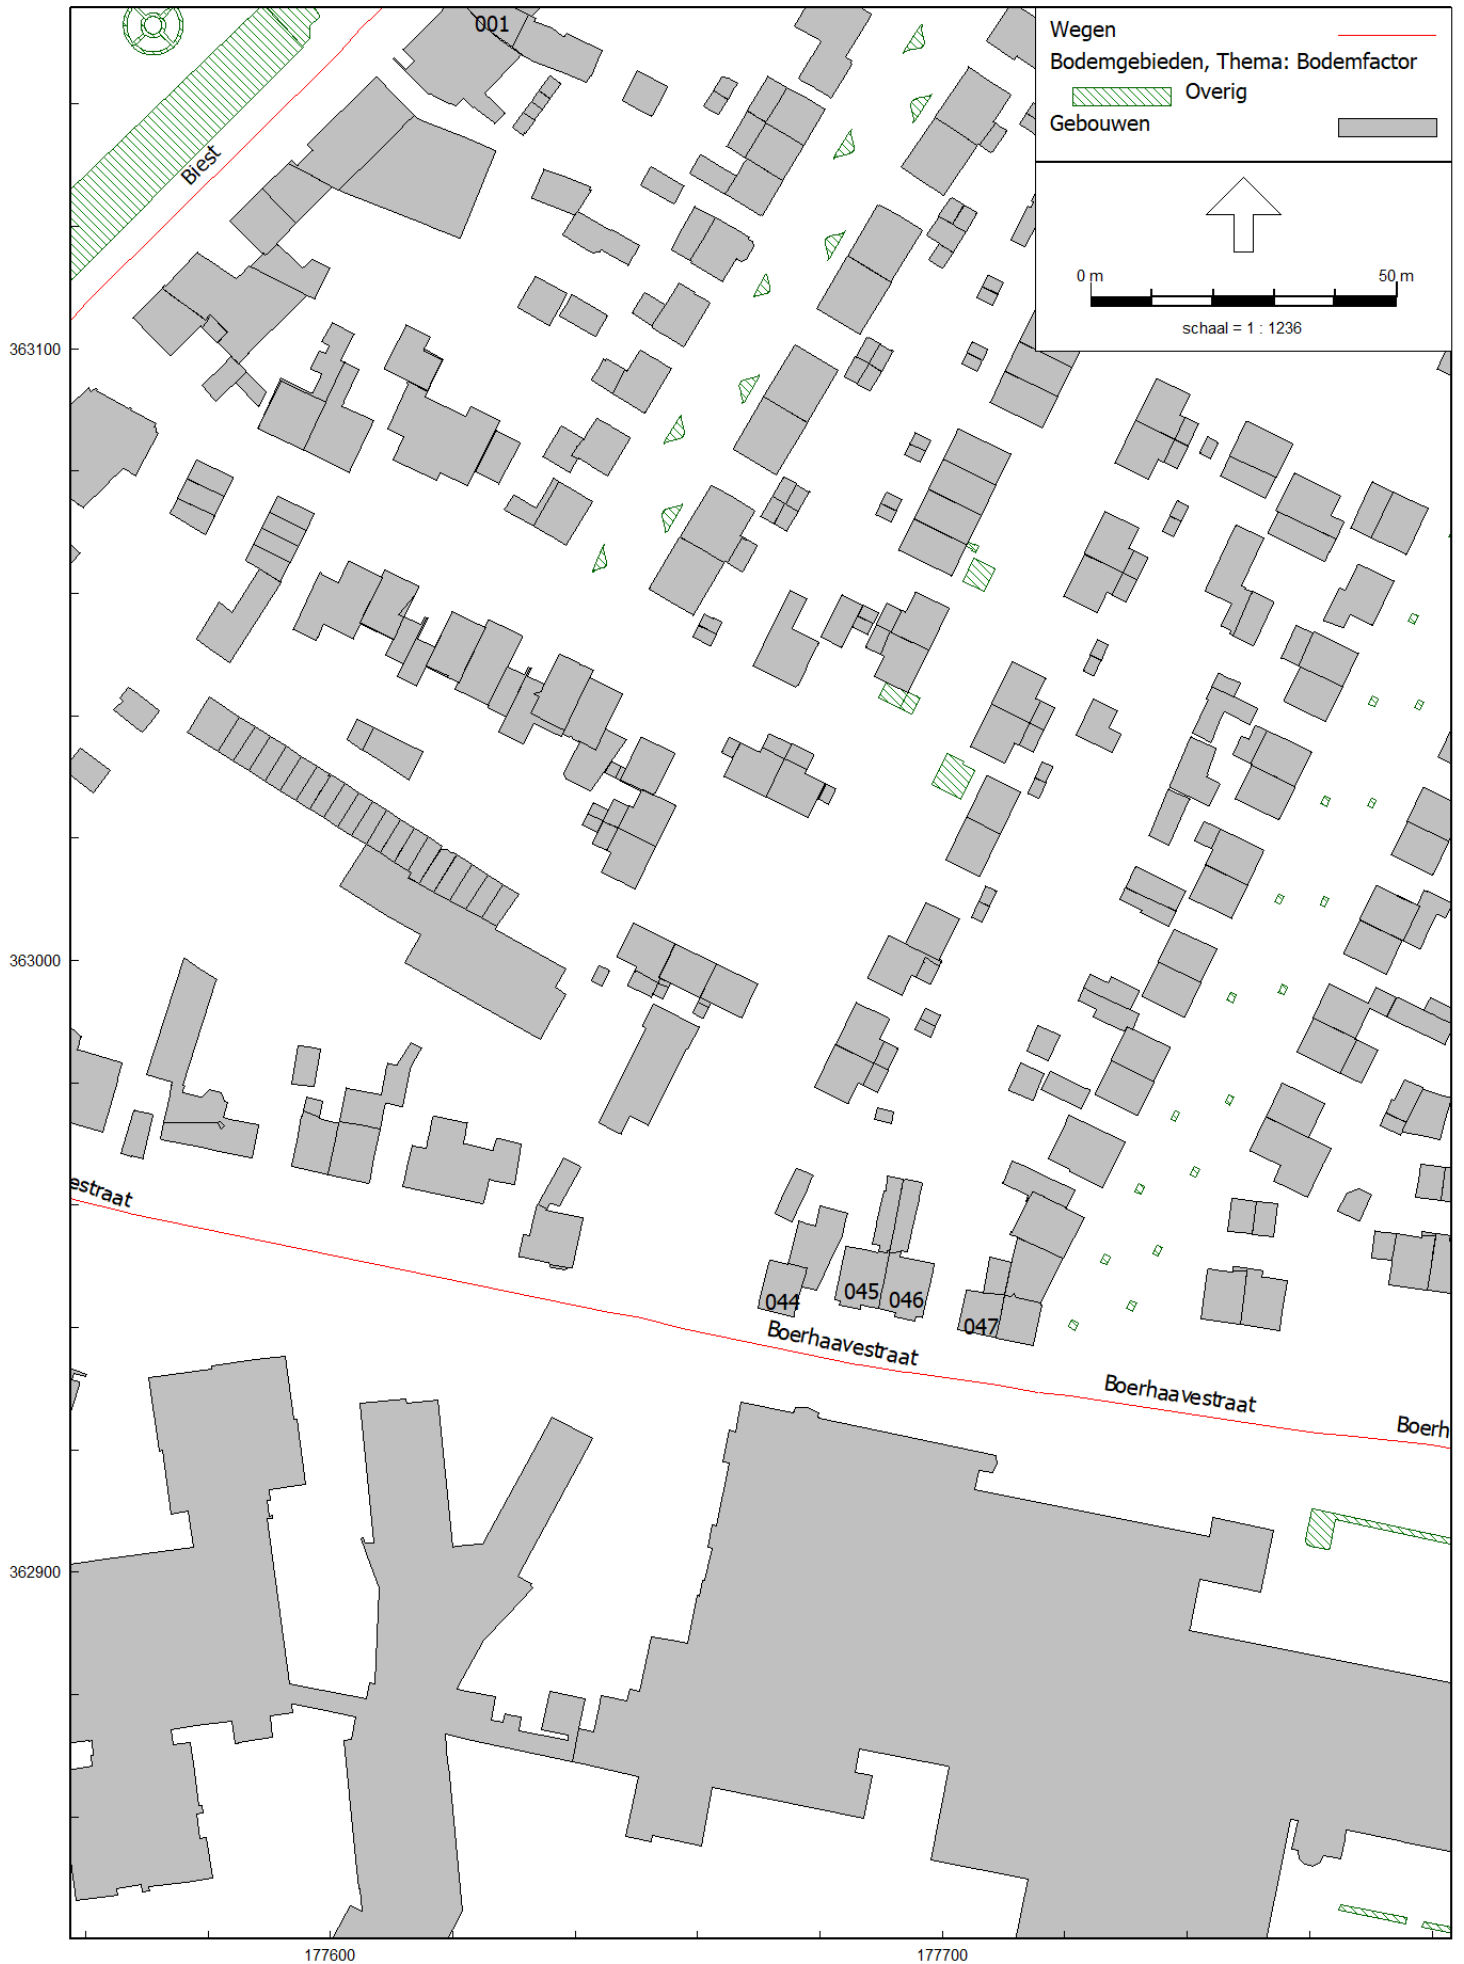 001
Wegen
Bodemgebieden, Thema: Bodemfactor
Overig
Gebouwen
Biest
0 m 50 m
schaal = 1 : 1236
363100
363000
estraat
044
045
046
047
Boerhaavestraat
Boerhaavestraat
Boerh
362900
177600 177700